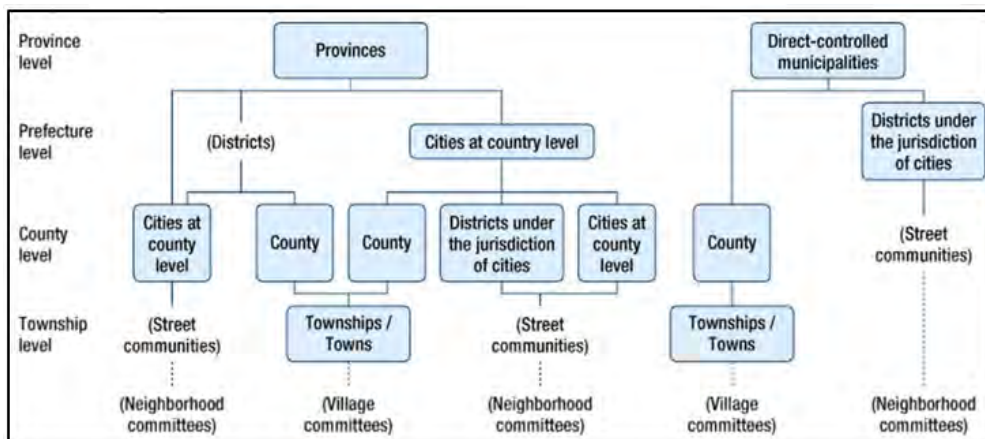 Province
level
Provinces
Direct-controlled
municipalities
Prefecture
level
(Districts)
Cities at country level
Districts under
the jurisdiction
of cities
County
level
Cities at
county
level
County
County
Districts under
the jurisdiction
of cities
Cities at
county
level
County
(Street
communities)
Township
level
(Street
communities)
Townships /
Towns
(Street
communities)
Townships /
Towns
(Neighborhood
committees)
(Village
committees)
(Neighborhood
committees)
(Village
committees)
(Neighborhood
committees)